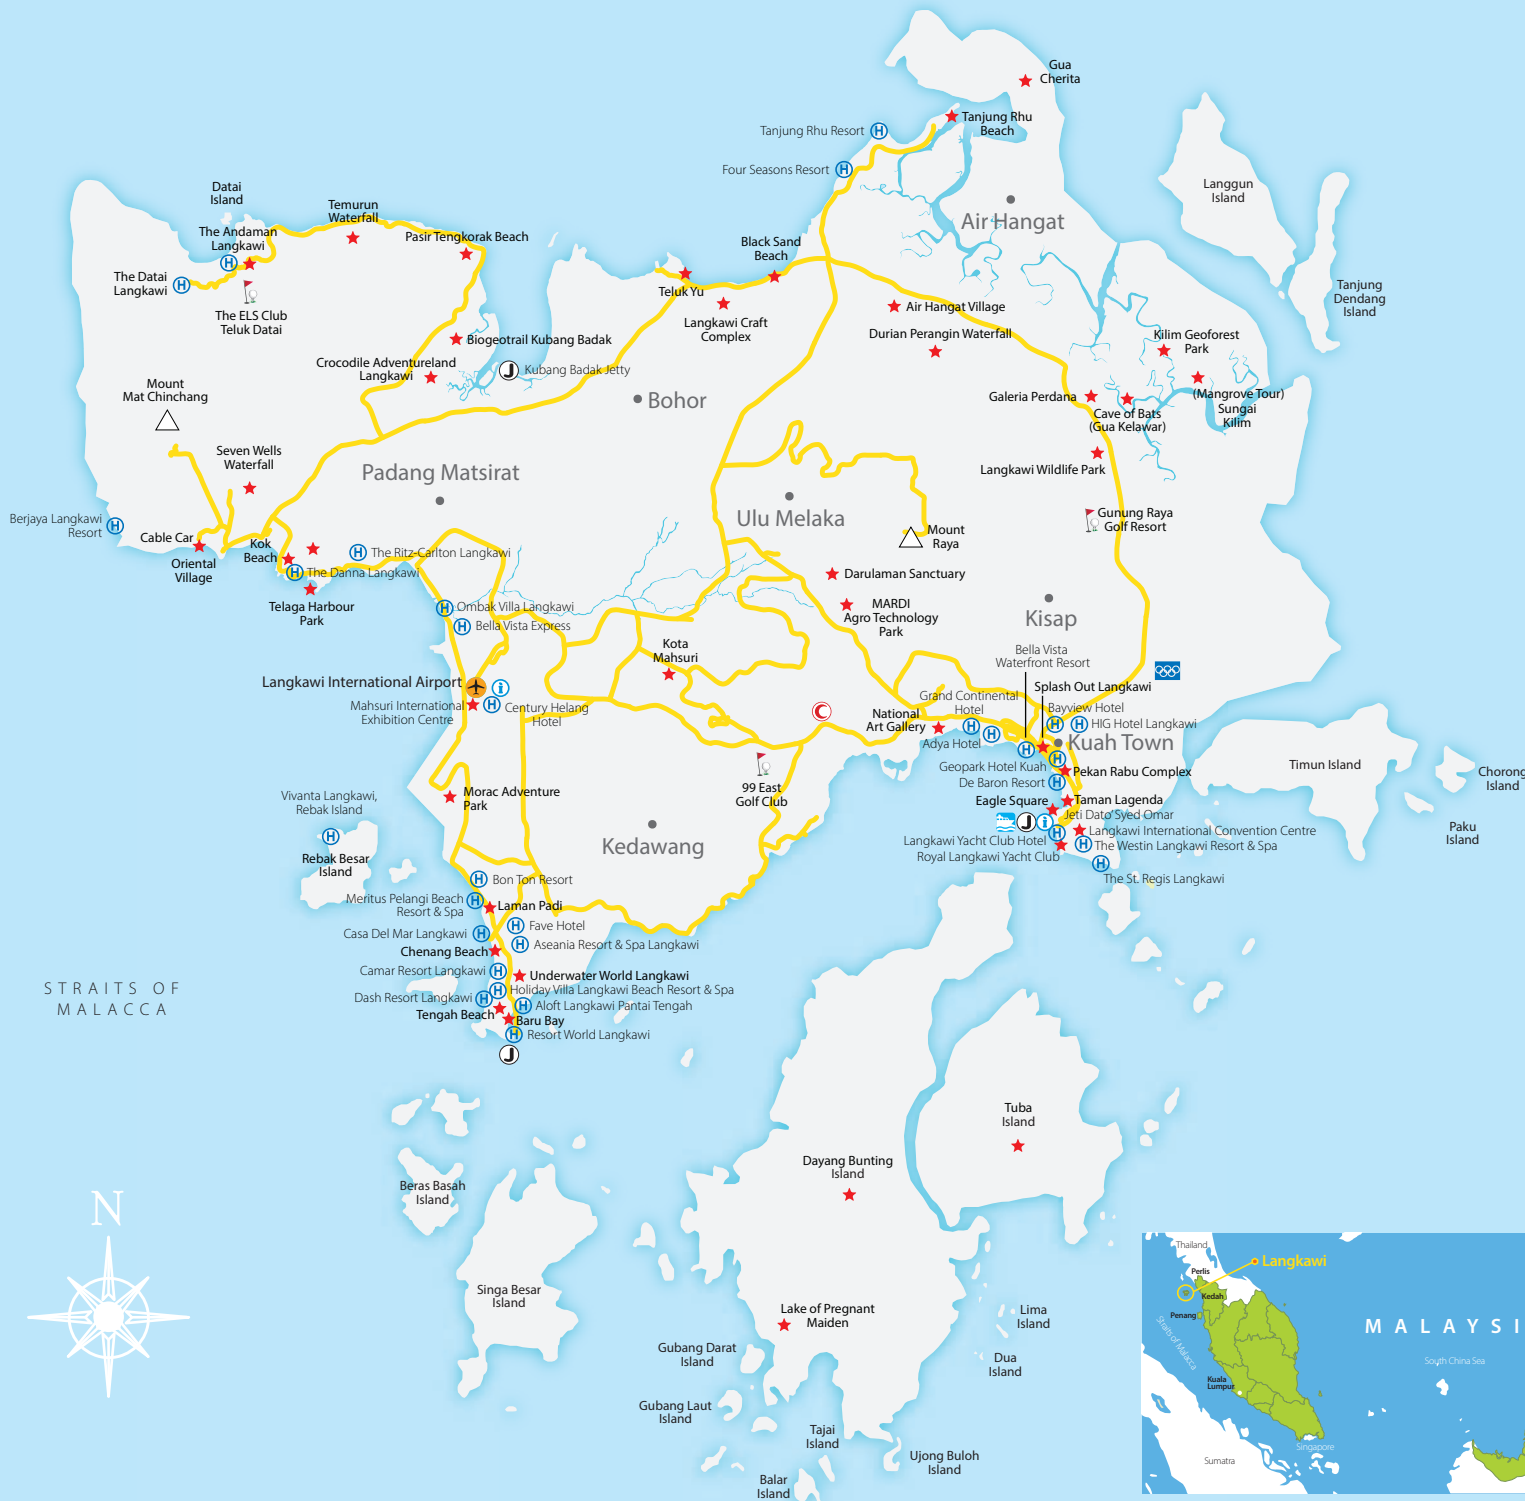 Gua
Cherita
Tanjung Rhu
Beach
Tanjung Rhu Resort
H
Four Seasons Resort
H
Langgun
Island
Air Hangat
Datai
Island
Temurun
Waterfall
The Andaman
Langkawi
H
Pasir Tengkorak Beach
Black Sand
Beach
The Datai
Langkawi
H
Teluk Yu
Tanjung
Dendang
Island
The ELS Club
Teluk Datai
Langkawi Craft
Complex
Air Hangat Village
Durian Perangin Waterfall
Kilim Geoforest
Park
Biogeotrail Kubang Badak
Crocodile Adventureland
Langkawi
J
Kubang Badak Jetty
Mount
Mat Chinchang
Bohor
Galeria Perdana
Cave of Bats
(Gua Kelawar)
(Mangrove Tour)
Sungai
Kilim
Seven Wells
Waterfall
Padang Matsirat
Langkawi Wildlife Park
Ulu Melaka
Gunung Raya
Golf Resort
Berjaya Langkawi
Resort
H
Cable Car
Oriental
Village
Kok
Beach
H
The Ritz-Carlton Langkawi
H
The Danna Langkawi
Mount
Raya
Darulaman Sanctuary
Telaga Harbour
Park
H
Ombak Villa Langkawi
H
Bella Vista Express
MARDI
Agro Technology
Park
Kisap
Kota
Mahsuri
Bella Vista
Waterfront Resort
Langkawi International Airport
i
Splash Out Langkawi
Mahsuri International
Exhibition Centre
H
Century Helang
Hotel
National
Art Gallery
Grand Continental
Hotel
H
H
Adya Hotel
Bayview Hotel
H
H
HIG Hotel Langkawi
H
Kuah Town
Geopark Hotel Kuah
H
Pekan Rabu Complex
De Baron Resort
H
Timun Island
Chorong
Island
Morac Adventure
Park
99 East
Golf Club
Eagle Square
Taman Lagenda
Jeti Dato' Syed Omar
J
i
Vivanta Langkawi,
Rebak Island
H
Rebak Besar
Island
Kedawang
Langkawi Yacht Club Hotel
H
Langkawi International Convention Centre
Royal Langkawi Yacht Club
H
The Westin Langkawi Resort & Spa
H
The St. Regis Langkawi
Paku
Island
H
Bon Ton Resort
Meritus Pelangi Beach
Resort & Spa
H
Laman Padi
H
Fave Hotel
Casa Del Mar Langkawi
H
H
Aseania Resort & Spa Langkawi
Chenang Beach
Camar Resort Langkawi
H
Underwater World Langkawi
H
Holiday Villa Langkawi Beach Resort & Spa
Dash Resort Langkawi
H
H
Aloft Langkawi Pantai Tengah
Tengah Beach
Baru Bay
H
Resort World Langkawi
J
STRAITS OF
MALACCA
Tuba
Island
Dayang Bunting
Island
Beras Basah
Island
N
Singa Besar
Island
Lake of Pregnant
Maiden
Lima
Island
Gubang Darat
Island
Dua
Island
Gubang Laut
Island
Tajai
Island
Ujong Buloh
Island
Balar
Island
Thailand
Langkawi
Perlis
Kedah
Penang
Straits of Malacca
MALAYSI
South China Sea
Kuala
Lumpur
Singapore
Sumatra